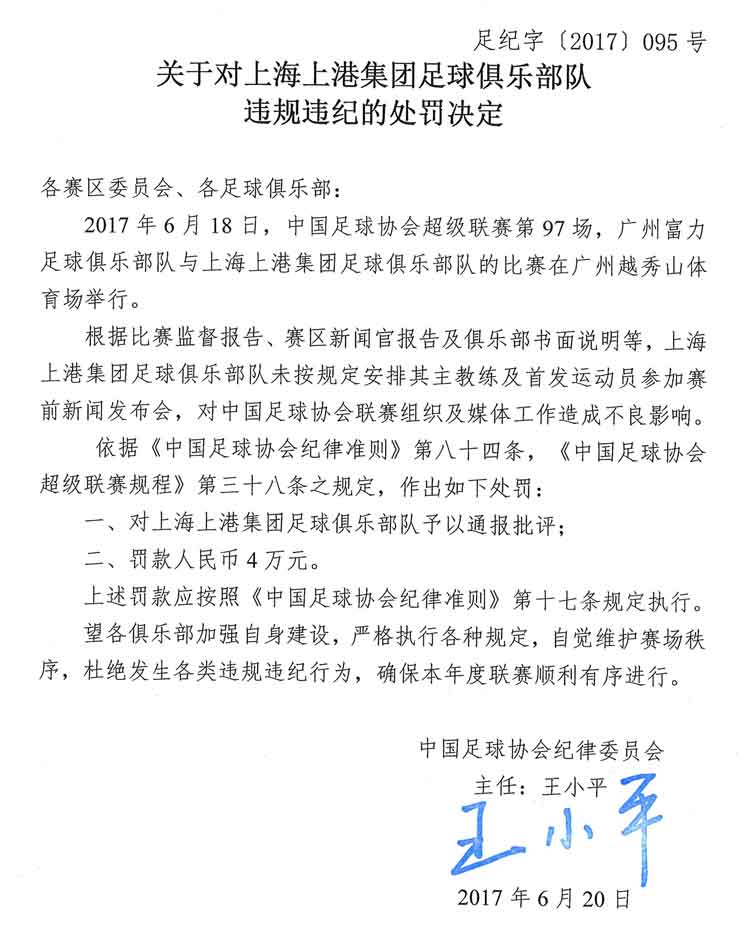 足纪字〔2017〕095 号
关于对上海上港集团足球俱乐部队
违规违纪的处罚决定
各赛区委员会、各足球俱乐部：
2017 年 6 月 18 日，中国足球协会超级联赛第 97 场，广州富力
足球俱乐部队与上海上港集团足球俱乐部队的比赛在广州越秀山体
育场举行。
根据比赛监督报告、赛区新闻官报告及俱乐部书面说明等，上海
上港集团足球俱乐部队未按规定安排其主教练及首发运动员参加赛
前新闻发布会，对中国足球协会联赛组织及媒体工作造成不良影响。
依据《中国足球协会纪律准则》第八十四条，《中国足球协会
超级联赛规程》第三十八条之规定，作出如下处罚：
一、对上海上港集团足球俱乐部队予以通报批评；
二、罚款人民币 4 万元。
上述罚款应按照《中国足球协会纪律准则》第十七条规定执行。
望各俱乐部加强自身建设，严格执行各种规定，自觉维护赛场秩
序，杜绝发生各类违规违纪行为，确保本年度联赛顺利有序进行。
中国足球协会纪律委员会
主任：王小平
王小平
2017 年 6 月 20 日